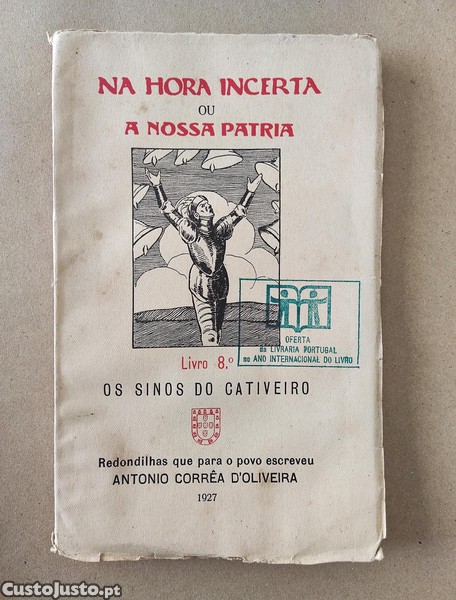 NA HORA INCERTA
OU
A NOSSA PATRIA
OFERTA
da LIVRARIA PORTUGAL
no ANO INTERNACIONAL DO LIVRO
Livro 8.º
OS SINOS DO CATIVEIRO
Redondilhas que para o povo escreveu
ANTONIO CORRÊA D'OLIVEIRA
1927
CustoJusto.pt